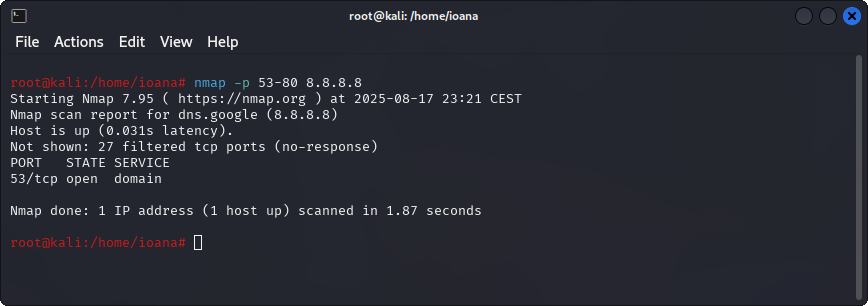 root@kali: /home/ioana
File Actions Edit View Help
root@kali:/home/ioana# nmap -p 53-80 8.8.8.8
Starting Nmap 7.95 ( https://nmap.org ) at 2025-08-17 23:21 CEST
Nmap scan report for dns.google (8.8.8.8)
Host is up (0.031s latency).
Not shown: 27 filtered tcp ports (no-response)
PORT   STATE SERVICE
53/tcp open  domain
Nmap done: 1 IP address (1 host up) scanned in 1.87 seconds
root@kali:/home/ioana#